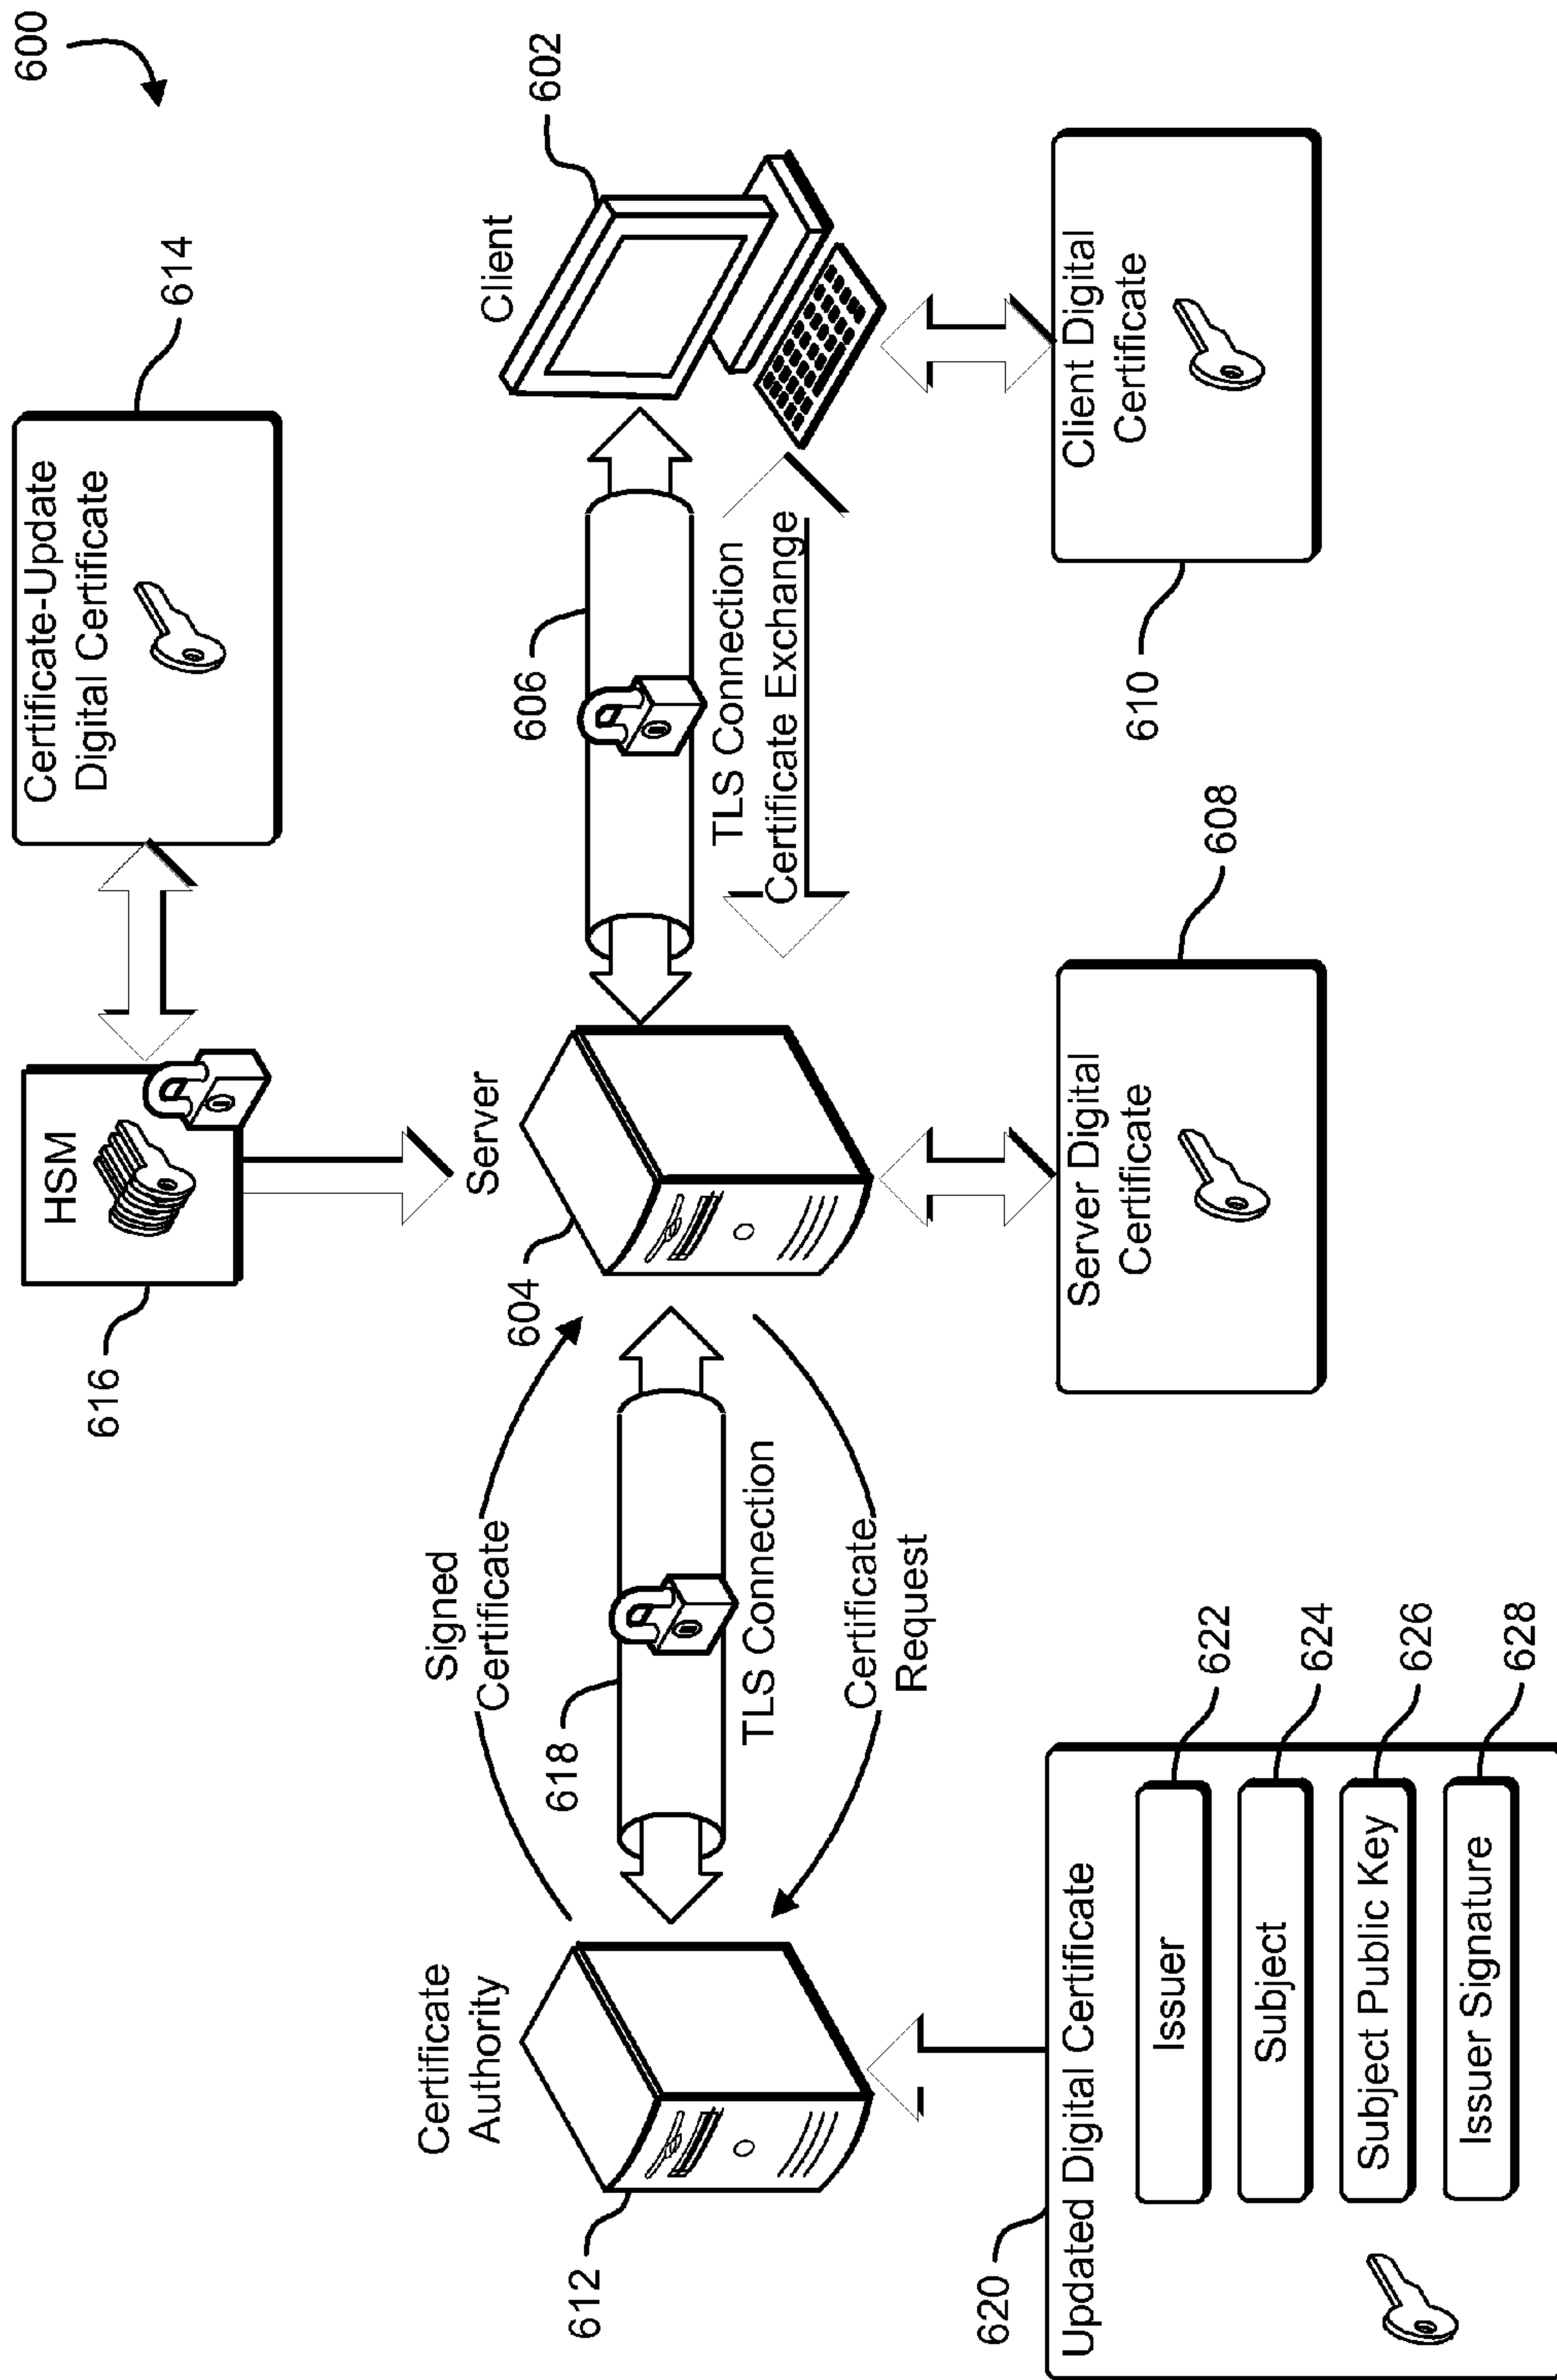 600
616
HSM
614
Certificate-Update
Digital Certificate
Certificate
Authority
612
Signed
Certificate
618
TLS Connection
Certificate
Request
Server
604
606
TLS Connection
Certificate Exchange
Client
602
620
Updated Digital Certificate
Issuer
622
Subject
624
Subject Public Key
626
Issuer Signature
628
Server Digital
Certificate
608
Client Digital
Certificate
610